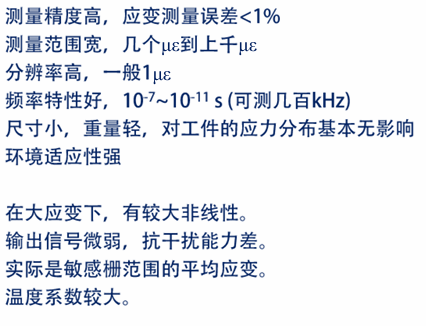 测量精度高，应变测量误差<1%
测量范围宽，几个με到上千με
分辨率高，一般1με
频率特性好，10⁻⁷~10⁻¹¹ s (可测几百kHz)
尺寸小，重量轻，对工件的应力分布基本无影响
环境适应性强
在大应变下，有较大非线性。
输出信号微弱，抗干扰能力差。
实际是敏感栅范围的平均应变。
温度系数较大。